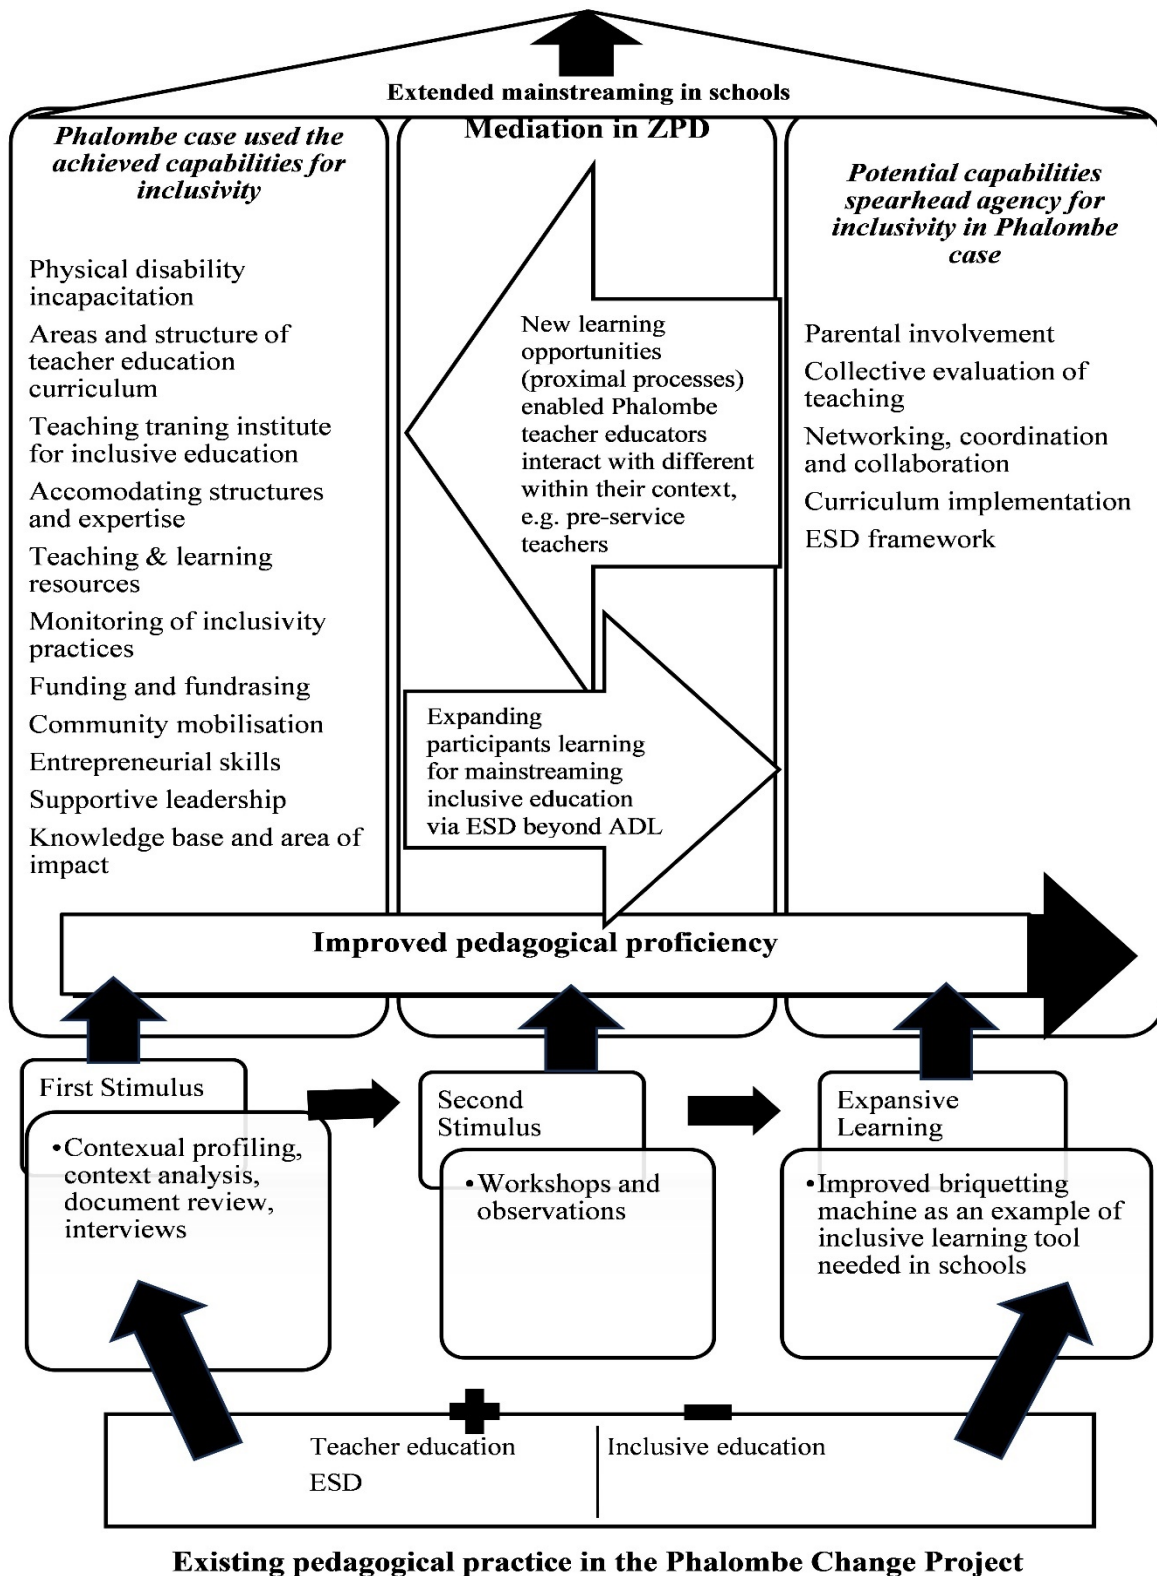 Extended mainstreaming in schools
Phalombe case used the
achieved capabilities for
inclusivity
Physical disability
incapacitation
Areas and structure of
teacher education
curriculum
Teaching traning institute
for inclusive education
Accomodating structures
and expertise
Teaching & learning
resources
Monitoring of inclusivity
practices
Funding and fundrasing
Community mobilisation
Entrepreneurial skills
Supportive leadership
Knowledge base and area of
impact
Mediation in ZPD
New learning
opportunities
(proximal processes)
enabled Phalombe
teacher educators
interact with different
within their context,
e.g. pre-service
teachers
Expanding
participants learning
for mainstreaming
inclusive education
via ESD beyond ADL
Potential capabilities
spearhead agency for
inclusivity in Phalombe
case
Parental involvement
Collective evaluation of
teaching
Networking, coordination
and collaboration
Curriculum implementation
ESD framework
Improved pedagogical proficiency
First Stimulus
•Contexual profiling,
context analysis,
document review,
interviews
Second
Stimulus
•Workshops and
observations
Expansive
Learning
•Improved briquetting
machine as an example of
inclusive learning tool
needed in schools
Teacher education
ESD
Inclusive education
Existing pedagogical practice in the Phalombe Change Project